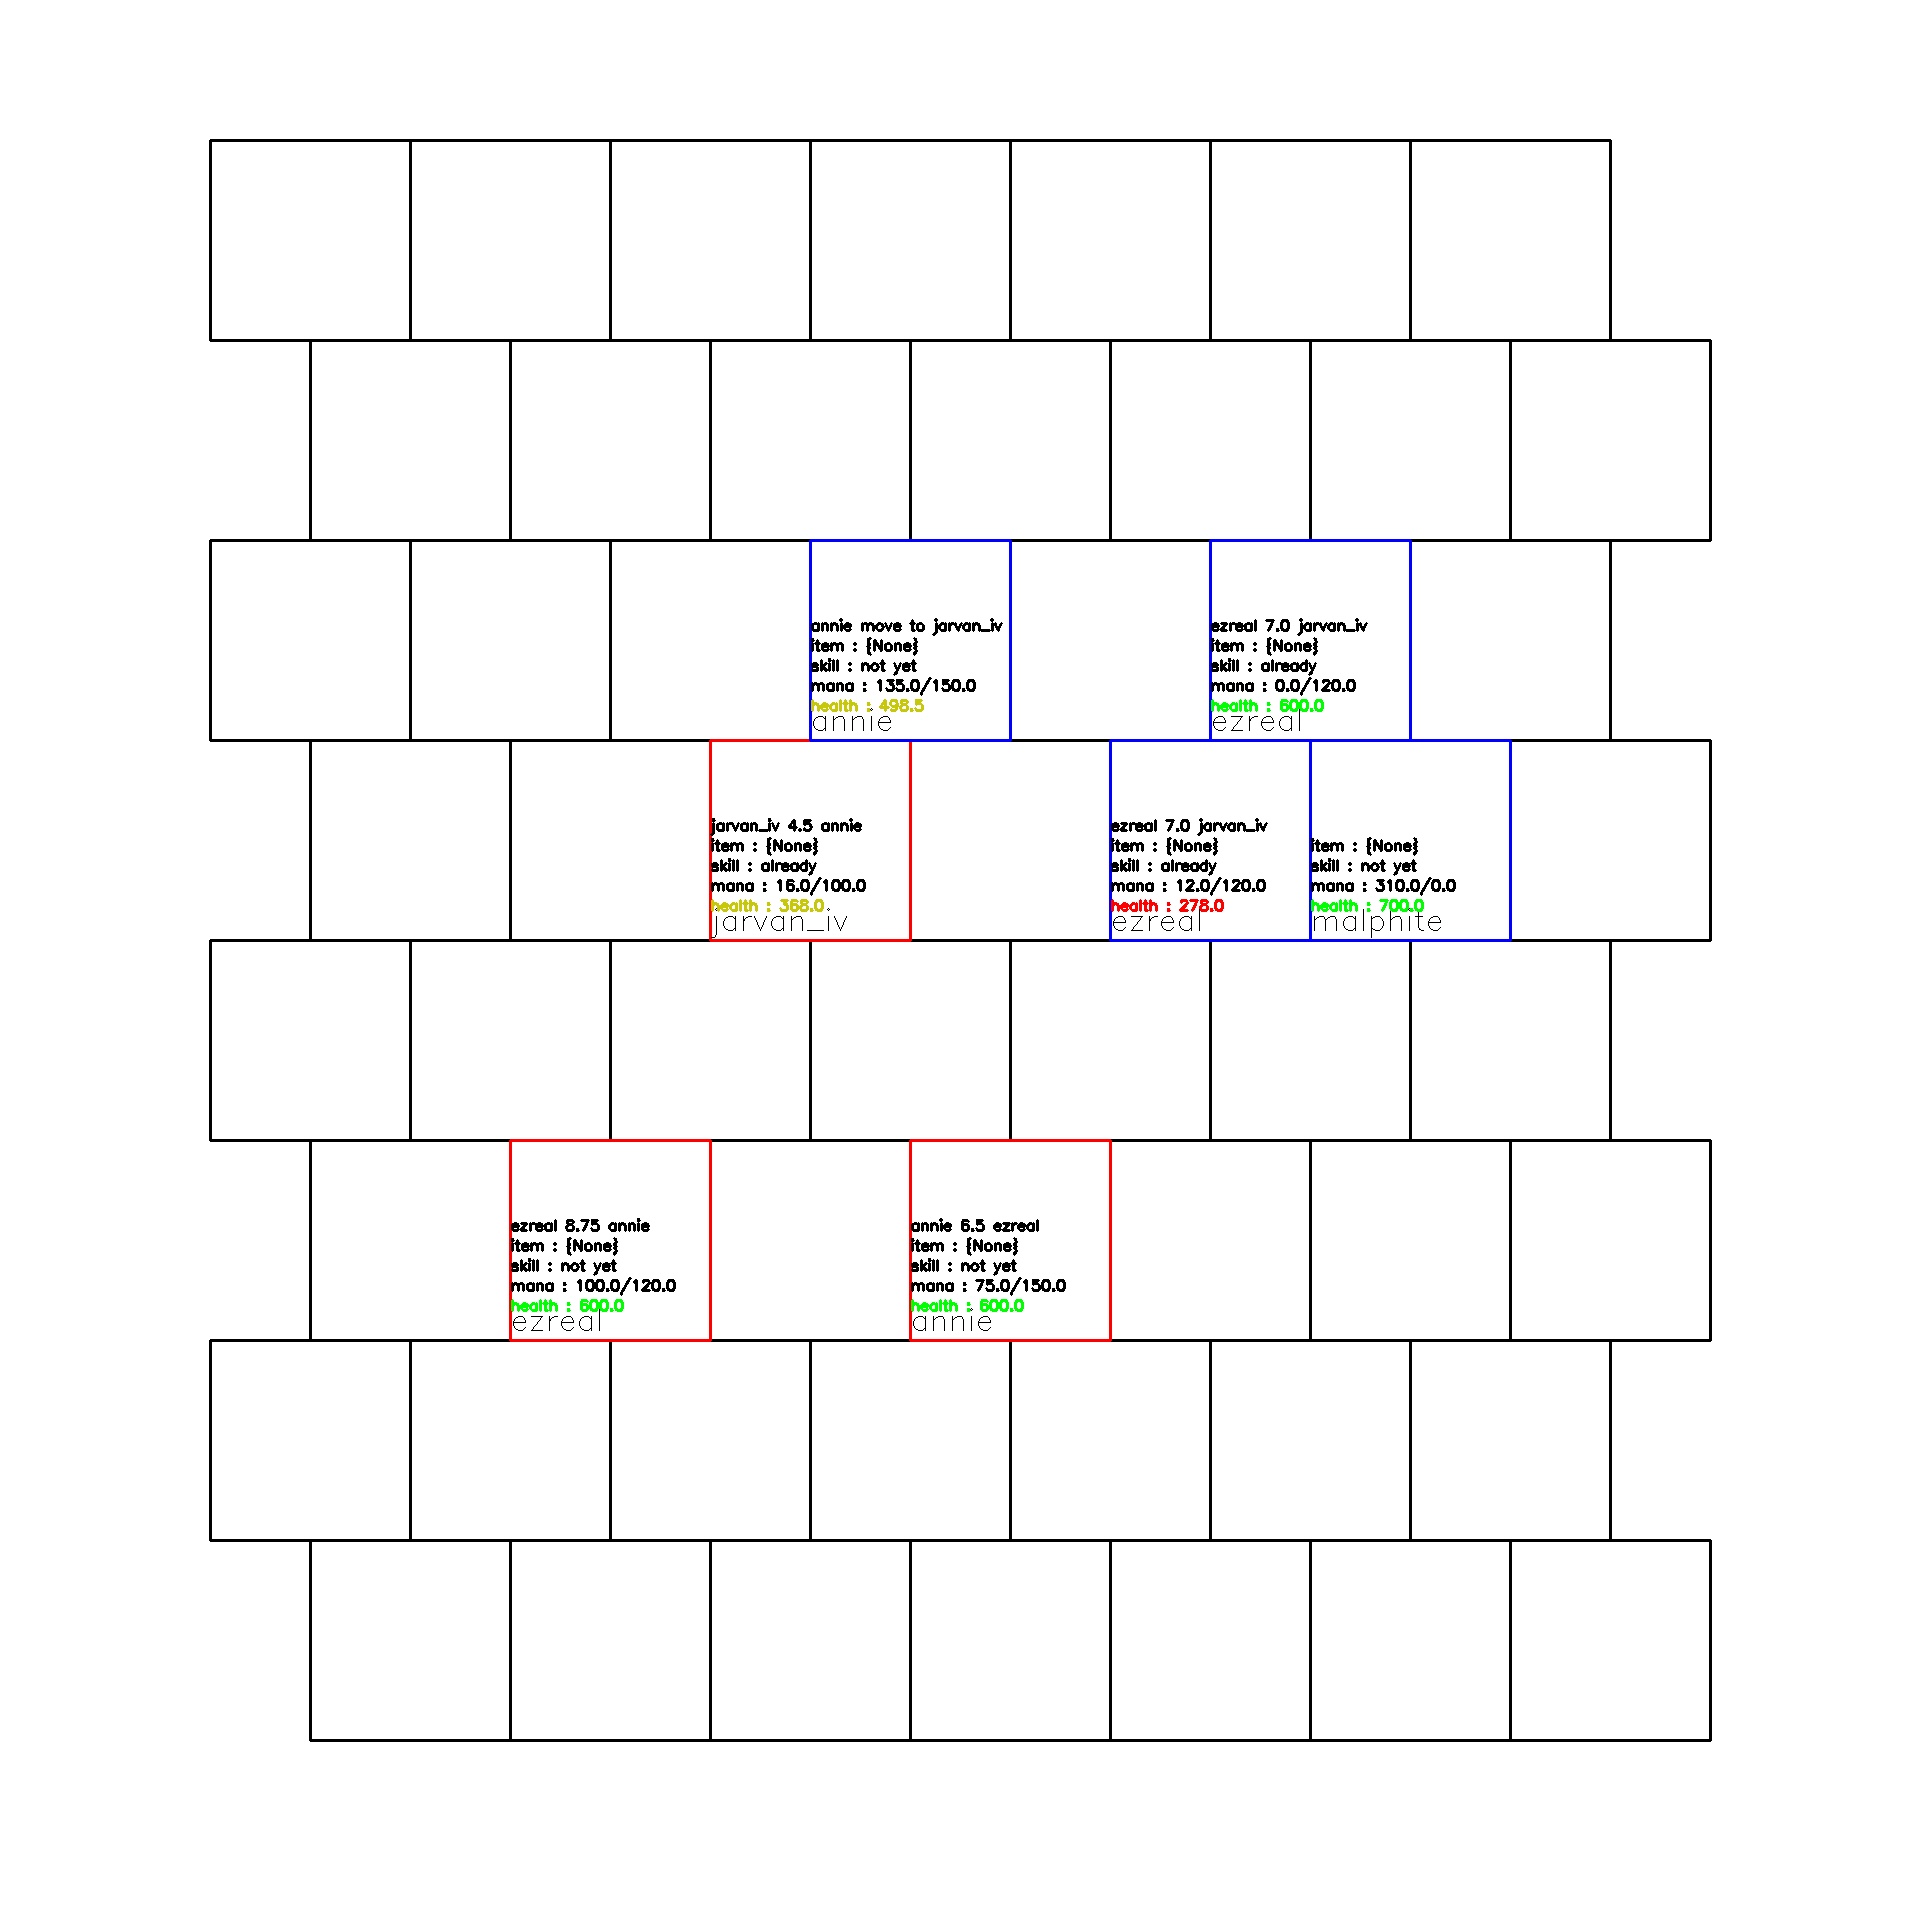 annie move to jarvan_iv
item : {None}
skill : not yet
mana : 135.0/150.0
health : 498.5
annie
ezreal 7.0 jarvan_iv
item : {None}
skill : already
mana : 0.0/120.0
health : 600.0
ezreal
jarvan_iv 4.5 annie
item : {None}
skill : already
mana : 16.0/100.0
health : 368.0
jarvan_iv
ezreal 7.0 jarvan_iv
item : {None}
skill : already
mana : 12.0/120.0
health : 278.0
ezreal
item : {None}
skill : not yet
mana : 310.0/0.0
health : 700.0
malphite
ezreal 8.75 annie
item : {None}
skill : not yet
mana : 100.0/120.0
health : 600.0
ezreal
annie 6.5 ezreal
item : {None}
skill : not yet
mana : 75.0/150.0
health : 600.0
annie